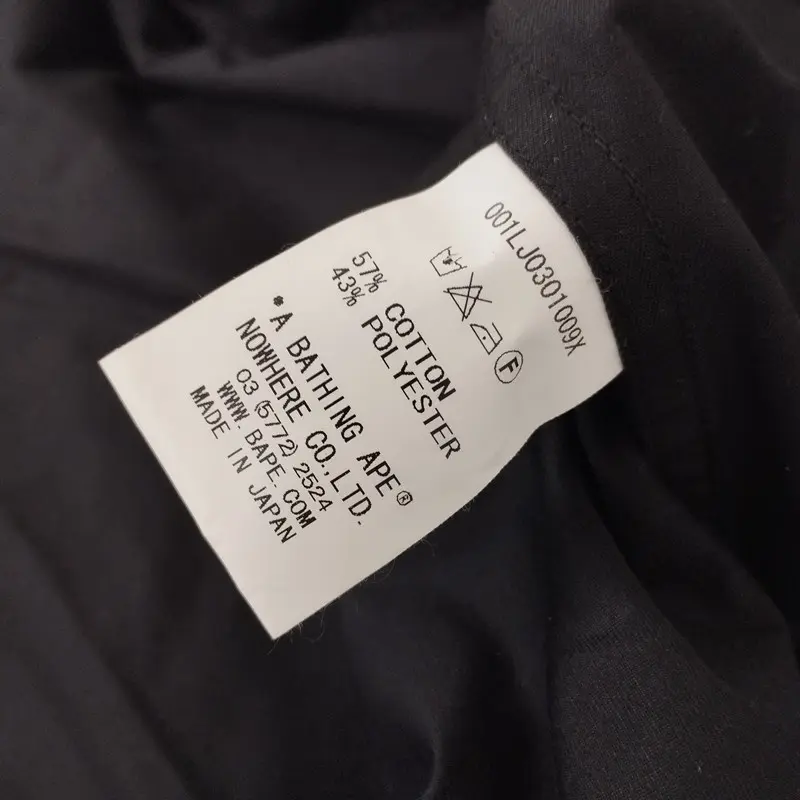 001LJ0301009X
F
57% COTTON
43% POLYESTER
*A BATHING APE®
NOWHERE CO.,LTD.
03 (5772) 2524
WWW.BAPE.COM
MADE IN JAPAN